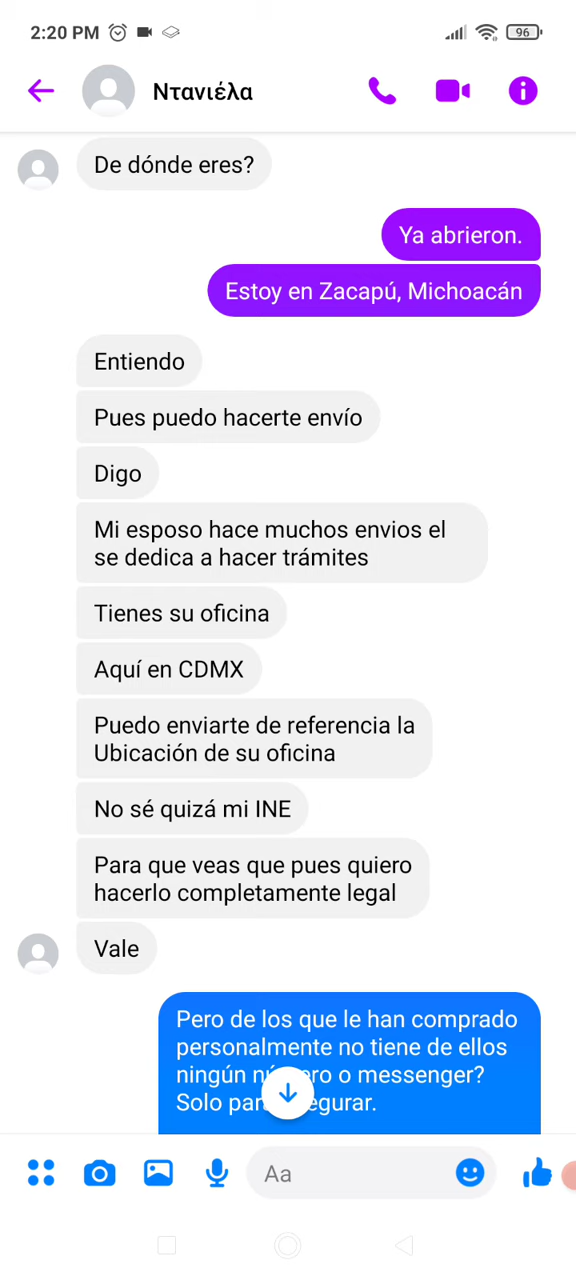 2:20 PM
96
Ντανιέλα
De dónde eres?
Ya abrieron.
Estoy en Zacapú, Michoacán
Entiendo
Pues puedo hacerte envío
Digo
Mi esposo hace muchos envios el
se dedica a hacer trámites
Tienes su oficina
Aquí en CDMX
Puedo enviarte de referencia la
Ubicación de su oficina
No sé quizá mi INE
Para que veas que pues quiero
hacerlo completamente legal
Vale
Pero de los que le han comprado
personalmente no tiene de ellos
ningún o messenger?
Solo
Aa